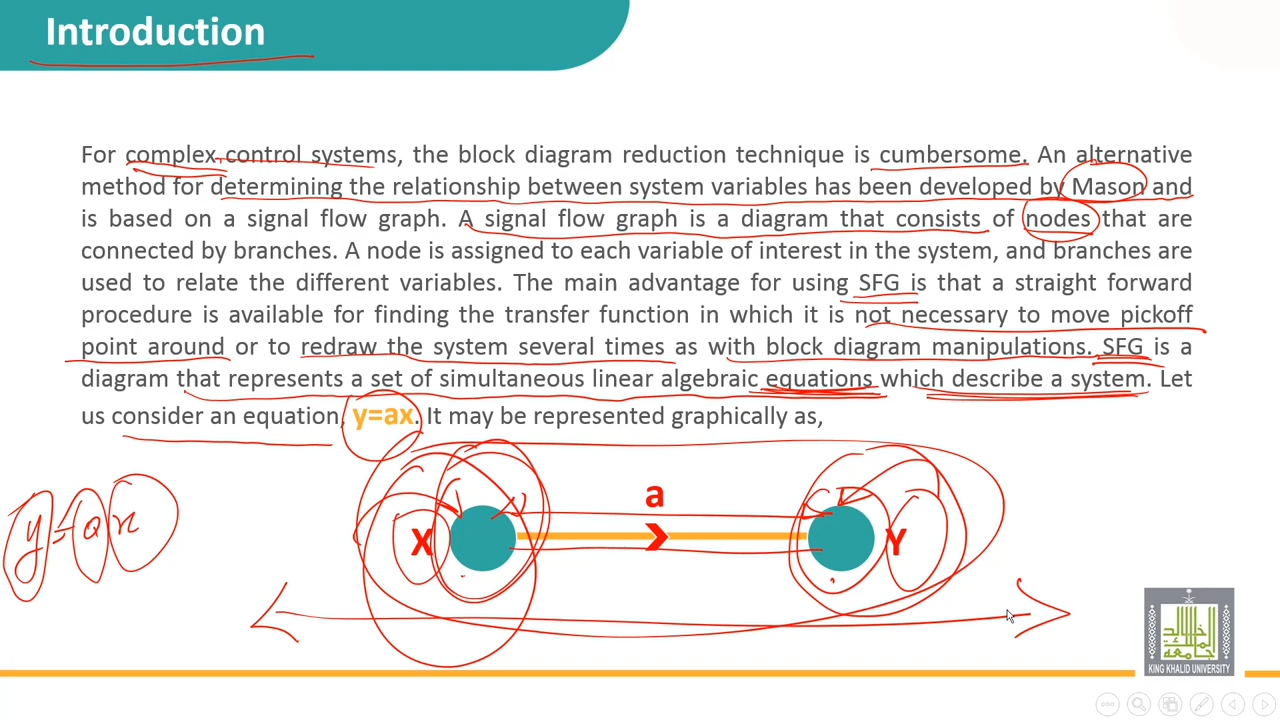 Introduction
For complex control systems, the block diagram reduction technique is cumbersome. An alternative
method for determining the relationship between system variables has been developed by Mason and
is based on a signal flow graph. A signal flow graph is a diagram that consists of nodes that are
connected by branches. A node is assigned to each variable of interest in the system, and branches are
used to relate the different variables. The main advantage for using SFG is that a straight forward
procedure is available for finding the transfer function in which it is not necessary to move pickoff
point around or to redraw the system several times as with block diagram manipulations. SFG is a
diagram that represents a set of simultaneous linear algebraic equations which describe a system. Let
us consider an equation, y=ax. It may be represented graphically as,
a
y=ax
X Y
جامعة الملك خالد
KING KHALID UNIVERSITY